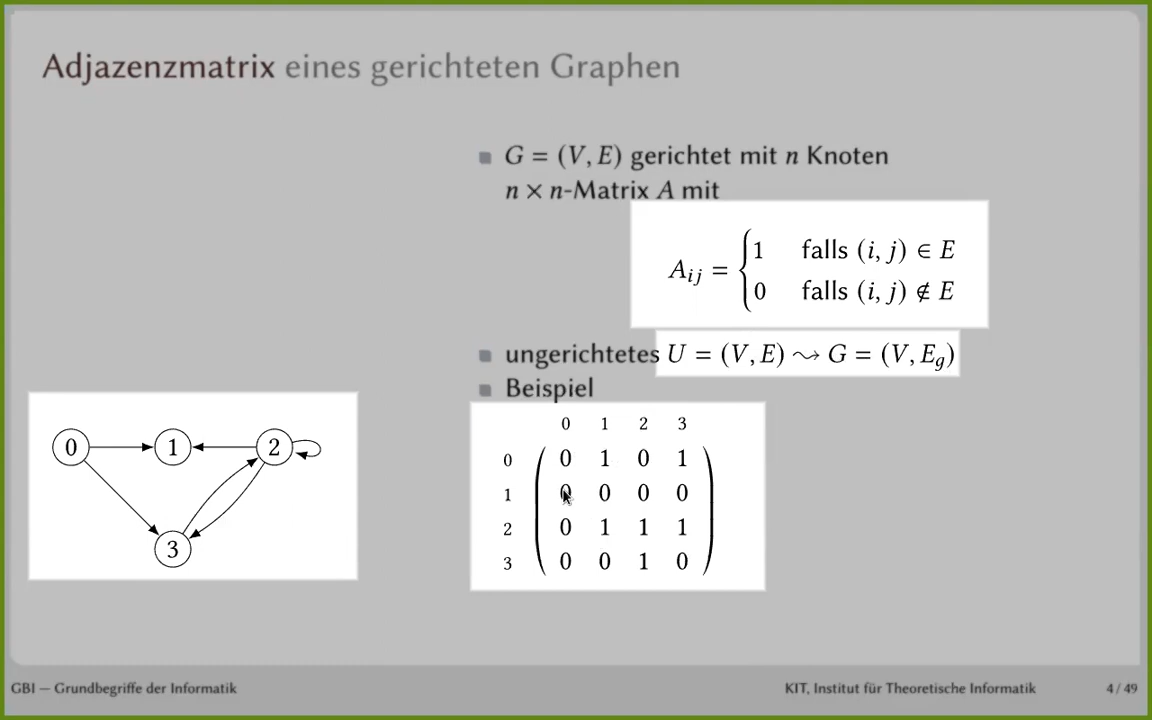 Adjazenzmatrix eines gerichteten Graphen
G = (V, E) gerichtet mit n Knoten
n × n-Matrix A mit
A_{ij} = { 1 falls (i, j) ∈ E
0 falls (i, j) ∉ E
ungerichtetes U = (V, E) ⇝ G = (V, E_g)
Beispiel
0 1 2 3
0 0 1 0 1
1 0 0 0 0
2 0 1 1 1
3 0 0 1 0
0 1 2
3
GBI — Grundbegriffe der Informatik KIT, Institut für Theoretische Informatik 4 / 49